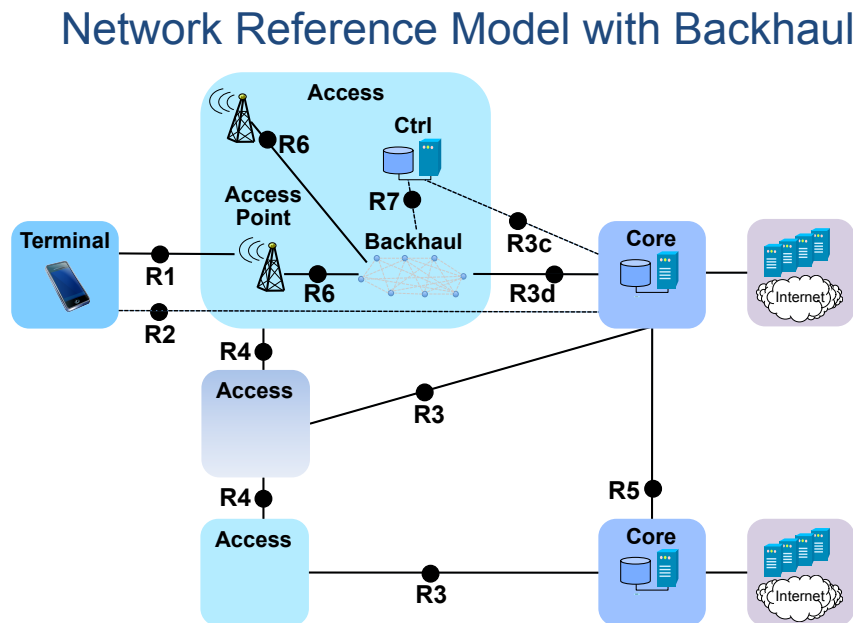 Network Reference Model with Backhaul
Access
Ctrl
R6
Access
Point
R7
Terminal
Backhaul
R3c
Core
R1
R6
R3d
Internet
R2
R4
Access
R3
R4
R5
Access
Core
R3
Internet